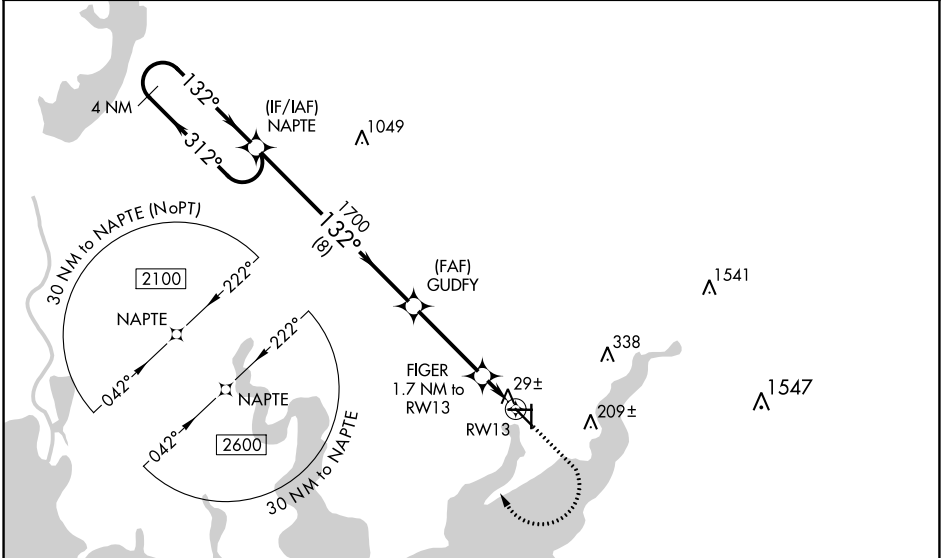 132°
4 NM
312°
(IF/IAF)
NAPTE
1049
1700
132°
(8)
30 NM to NAPTE (NoPT)
2100
222°
NAPTE
042°
(FAF)
GUDFY
1541
222°
NAPTE
042°
2600
30 NM to NAPTE
338
FIGER
1.7 NM to
RW13
29±
RW13
209±
1547